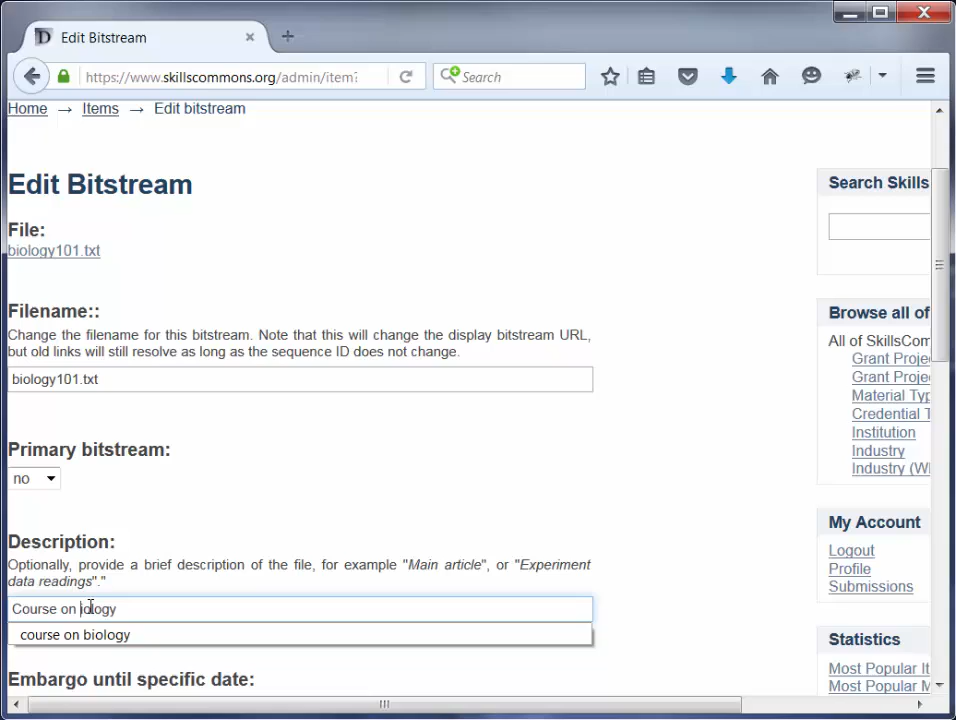 Edit Bitstream
https://www.skillscommons.org/admin/item?
Search
Home → Items → Edit bitstream
Edit Bitstream
File:
biology101.txt
Filename::
Change the filename for this bitstream. Note that this will change the display bitstream URL,
but old links will still resolve as long as the sequence ID does not change.
biology101.txt
Primary bitstream:
no
Description:
Optionally, provide a brief description of the file, for example "Main article", or "Experiment
data readings"."
Course on iology
course on biology
Embargo until specific date:
Search Skills
Browse all of
All of SkillsCom
Grant Proje
Grant Proje
Material Typ
Credential T
Institution
Industry
Industry (W
My Account
Logout
Profile
Submissions
Statistics
Most Popular It
Most Popular M